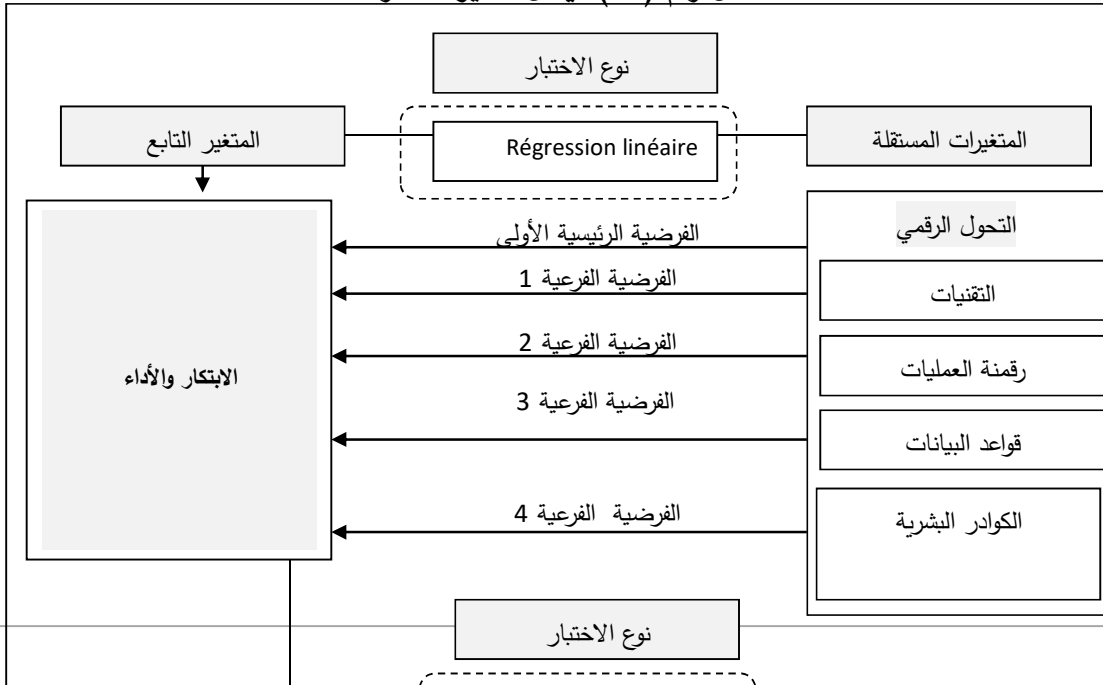 نوع الاختبار
المتغيرات المستقلة
Régression linéaire
المتغير التابع
التحول الرقمي
الفرضية الرئيسية الأولى
التقنيات
الفرضية الفرعية 1
رقمنة العمليات
الفرضية الفرعية 2
الابتكار والأداء
قواعد البيانات
الفرضية الفرعية 3
الكوادر البشرية
الفرضية الفرعية 4
نوع الاختبار